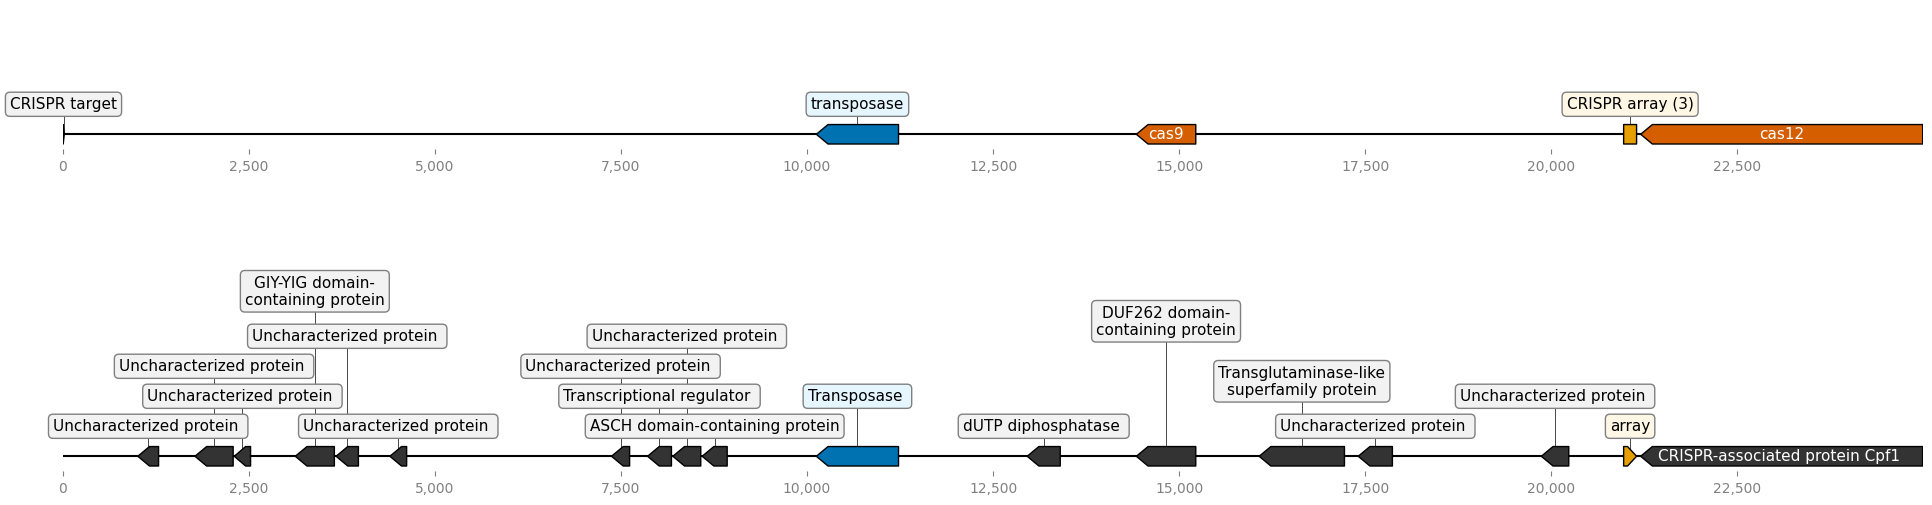 CRISPR target
transposase
CRISPR array (3)
cas9
cas12
0
2,500
5,000
7,500
10,000
12,500
15,000
17,500
20,000
22,500
GIY-YIG domain-
containing protein
DUF262 domain-
containing protein
Uncharacterized protein
Uncharacterized protein
Uncharacterized protein
Uncharacterized protein
Transglutaminase-like
superfamily protein
Uncharacterized protein
Transcriptional regulator
Transposase
Uncharacterized protein
Uncharacterized protein
Uncharacterized protein
ASCH domain-containing protein
dUTP diphosphatase
Uncharacterized protein
array
CRISPR-associated protein Cpf1
0
2,500
5,000
7,500
10,000
12,500
15,000
17,500
20,000
22,500